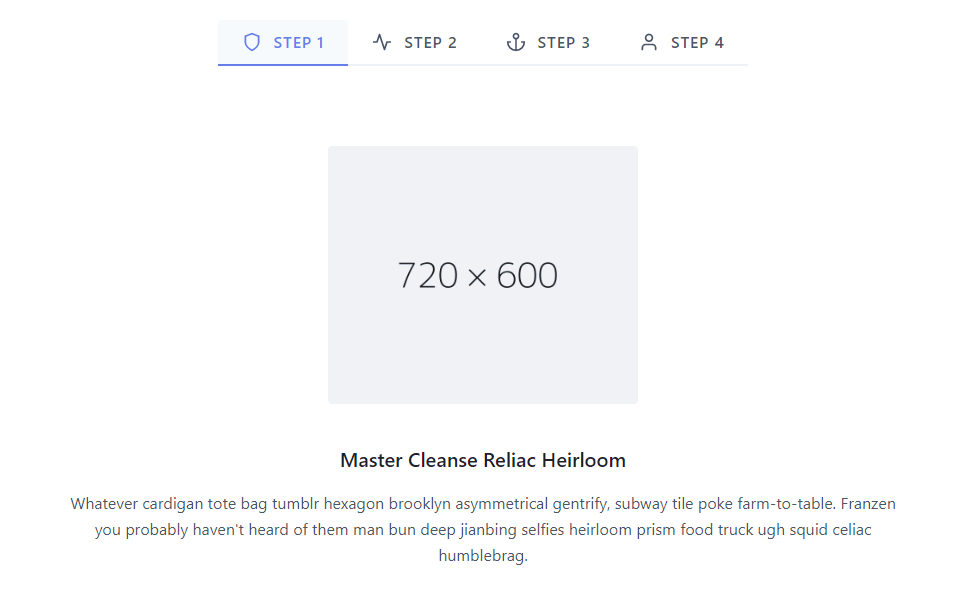 STEP 1 STEP 2 STEP 3 STEP 4
720 × 600
Master Cleanse Reliac Heirloom
Whatever cardigan tote bag tumblr hexagon brooklyn asymmetrical gentrify, subway tile poke farm-to-table. Franzen
you probably haven't heard of them man bun deep jianbing selfies heirloom prism food truck ugh squid celiac
humblebrag.